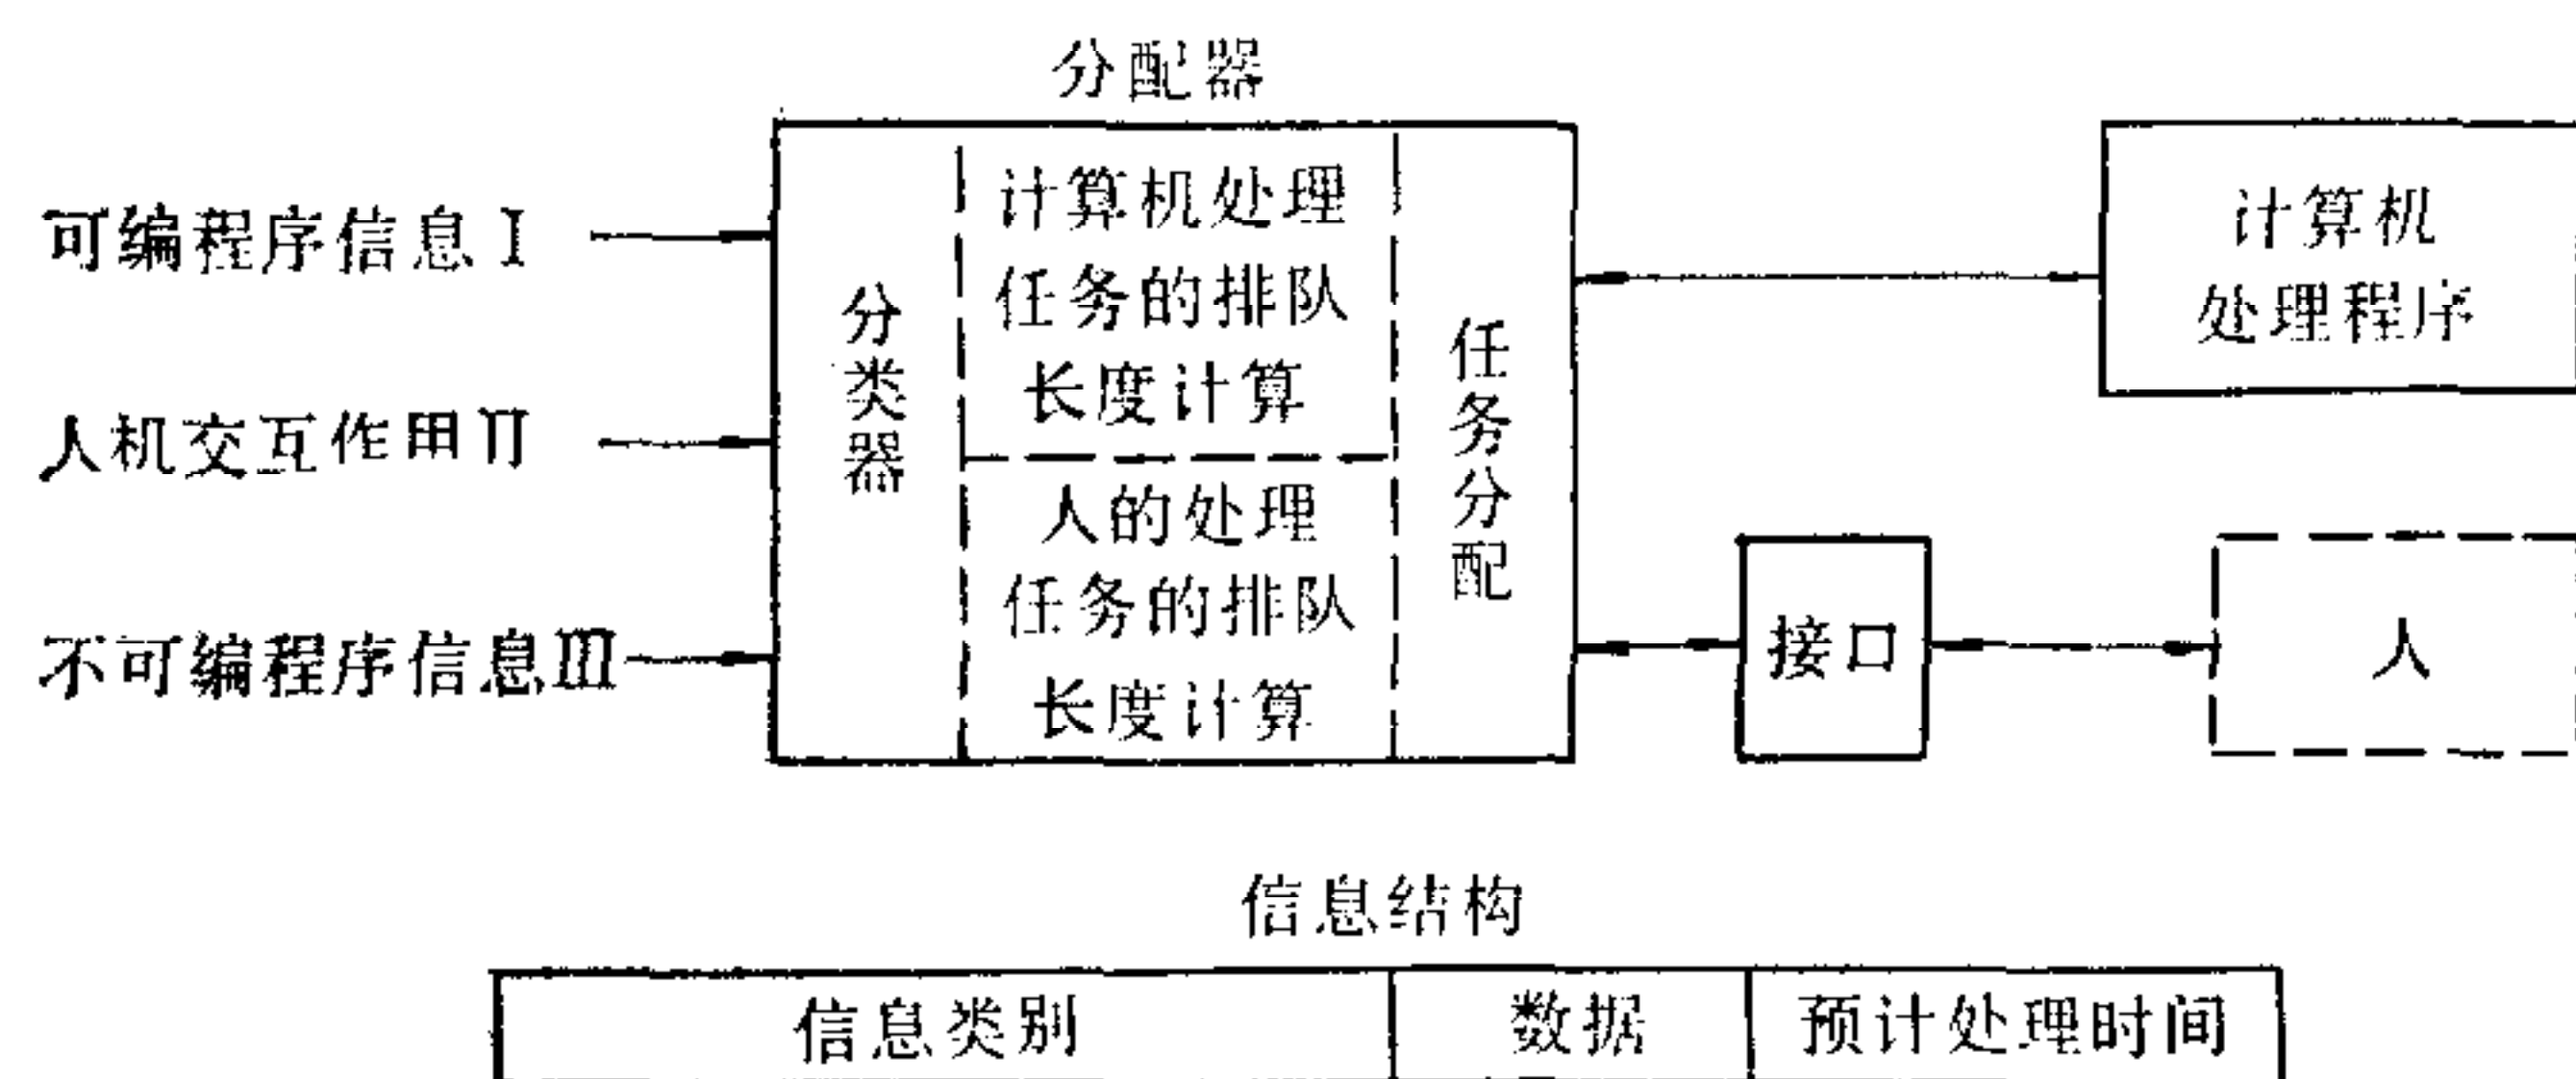 分配器
可编程序信息Ⅰ
人机交互作用Ⅱ
不可编程序信息Ⅲ
分类器
计算机处理
任务的排队
长度计算
人的处理
任务的排队
长度计算
任务分配
计算机
处理程序
接口
人
信息结构
信息类别 数据 预计处理时间